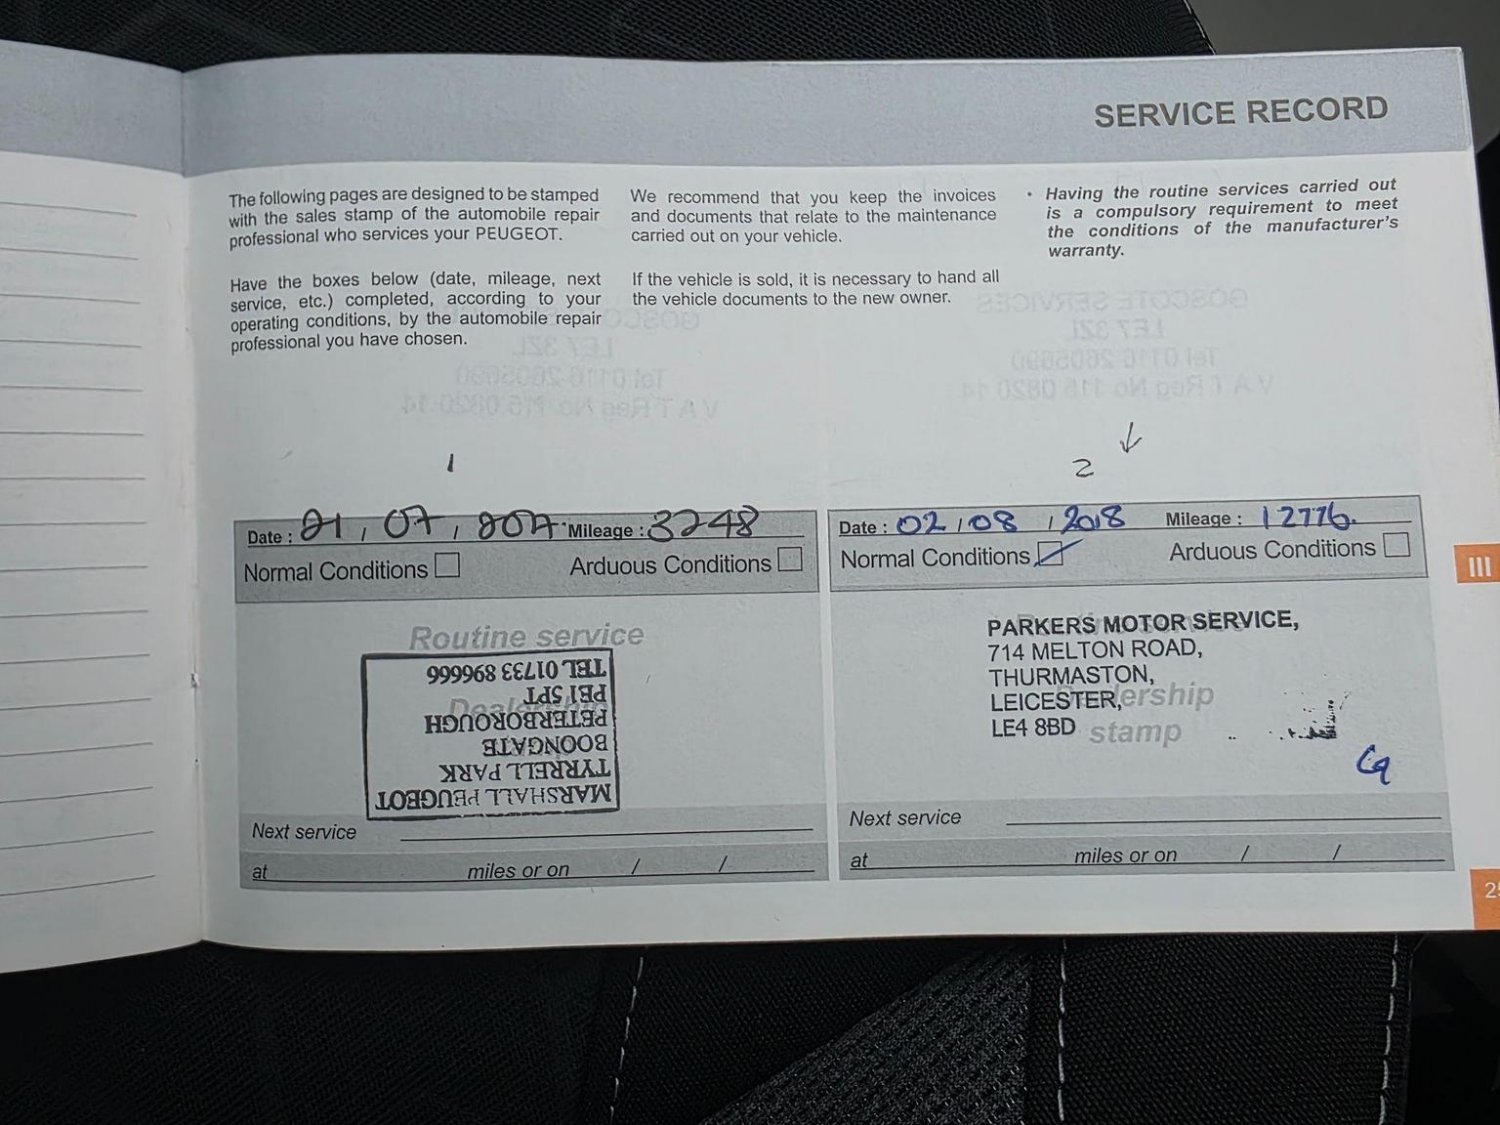 SERVICE RECORD
The following pages are designed to be stamped
with the sales stamp of the automobile repair
professional who services your PEUGEOT.
Have the boxes below (date, mileage, next
service, etc.) completed, according to your
operating conditions, by the automobile repair
professional you have chosen.
We recommend that you keep the invoices
and documents that relate to the maintenance
carried out on your vehicle.
If the vehicle is sold, it is necessary to hand all
the vehicle documents to the new owner.
• Having the routine services carried out
is a compulsory requirement to meet
the conditions of the manufacturer's
warranty.
GOSCOTE SERVICES
Tel 0116 2605690
1
Date : 21 / 07 / 2017 Mileage : 3248
Normal Conditions
Arduous Conditions
Routine service
Dealership
MARSHALL PEUGEOT
TYRRELL PARK
BOONGATE
PETERBOROUGH
PE1 5PT
TEL 01733 896666
Next service
at miles or on / /
2
Date : 02 / 08 / 2018 Mileage : 12776
Normal Conditions
Arduous Conditions
PARKERS MOTOR SERVICE,
714 MELTON ROAD,
THURMASTON,
LEICESTER,
LE4 8BD
Dealership
stamp
Next service
at miles or on / /
III